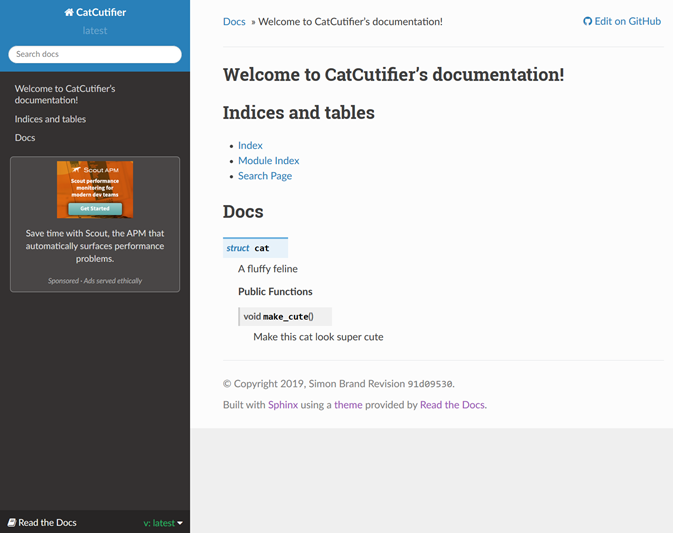 CatCutifier
latest
Search docs
Welcome to CatCutifier's
documentation!
Indices and tables
Docs
Scout APM
Scout performance
monitoring for
modern dev teams
Get Started
Save time with Scout, the APM that
automatically surfaces performance
problems.
Sponsored · Ads served ethically
Read the Docs
v: latest
Docs » Welcome to CatCutifier's documentation!
Edit on GitHub
Welcome to CatCutifier's documentation!
Indices and tables
Index
Module Index
Search Page
Docs
struct cat
A fluffy feline
Public Functions
void make_cute()
Make this cat look super cute
© Copyright 2019, Simon Brand Revision 91d09530.
Built with Sphinx using a theme provided by Read the Docs.